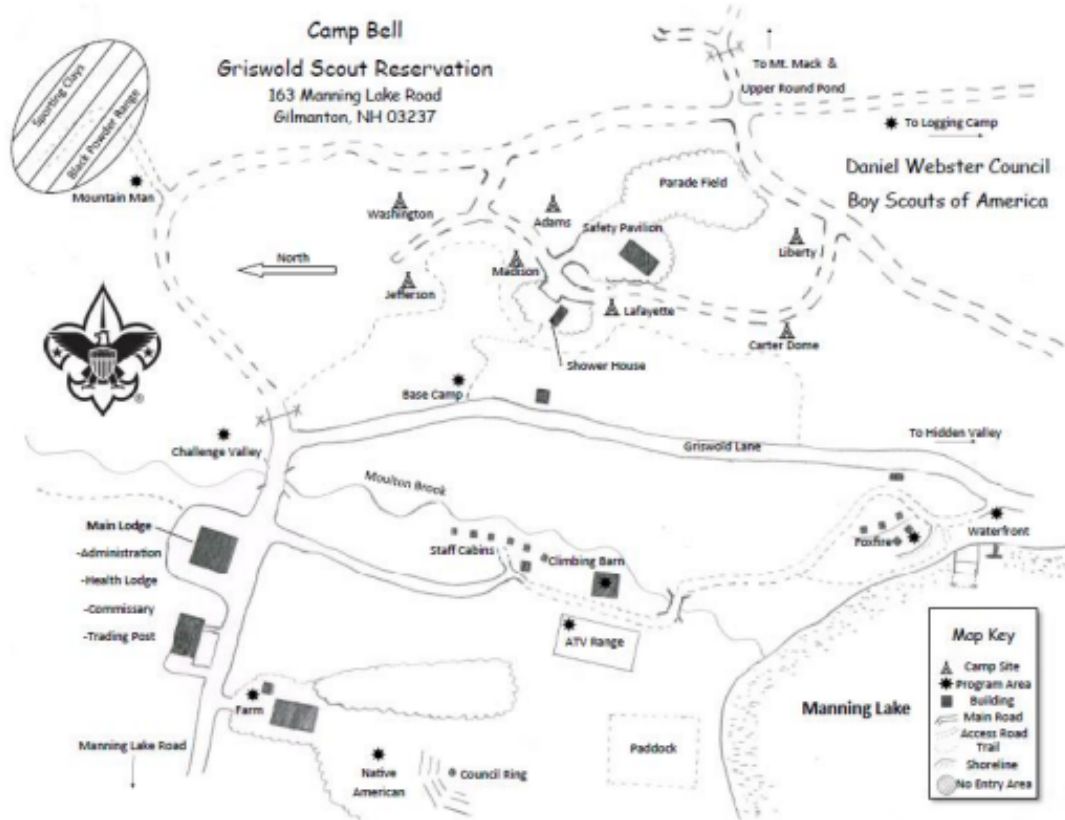 Camp Bell
Griswold Scout Reservation
163 Manning Lake Road
Gilmanton, NH 03237
To Mt. Mack &
Upper Round Pond
To Logging Camp
Daniel Webster Council
Boy Scouts of America
Sporting Clays
Black Powder Range
Mountain Man
Washington
Adams
Parade Field
Safety Pavilion
Liberty
North
Madison
Jefferson
Lafayette
Carter Dome
Shower House
Base Camp
®
Challenge Valley
Griswold Lane
To Hidden Valley
Moulton Brook
Main Lodge
-Administration
-Health Lodge
-Commissary
-Trading Post
Staff Cabins
Climbing Barn
Foxfire
Waterfront
ATV Range
Farm
Manning Lake Road
Native
American
Council Ring
Paddock
Manning Lake
Map Key
Camp Site
Program Area
Building
Main Road
Access Road
Trail
Shoreline
No Entry Area